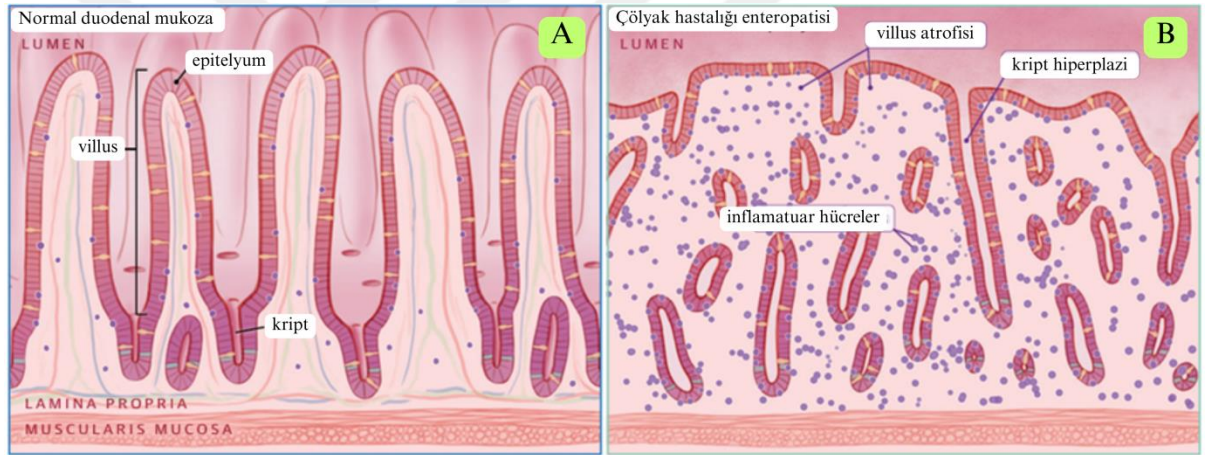 Normal duodenal mukoza
A
LUMEN
epitelyum
villus
kript
LAMINA PROPRIA
MUSCULARIS MUCOSA
Çölyak hastalığı enteropatisi
B
LUMEN
villus atrofisi
kript hiperplazi
inflamatuar hücreler